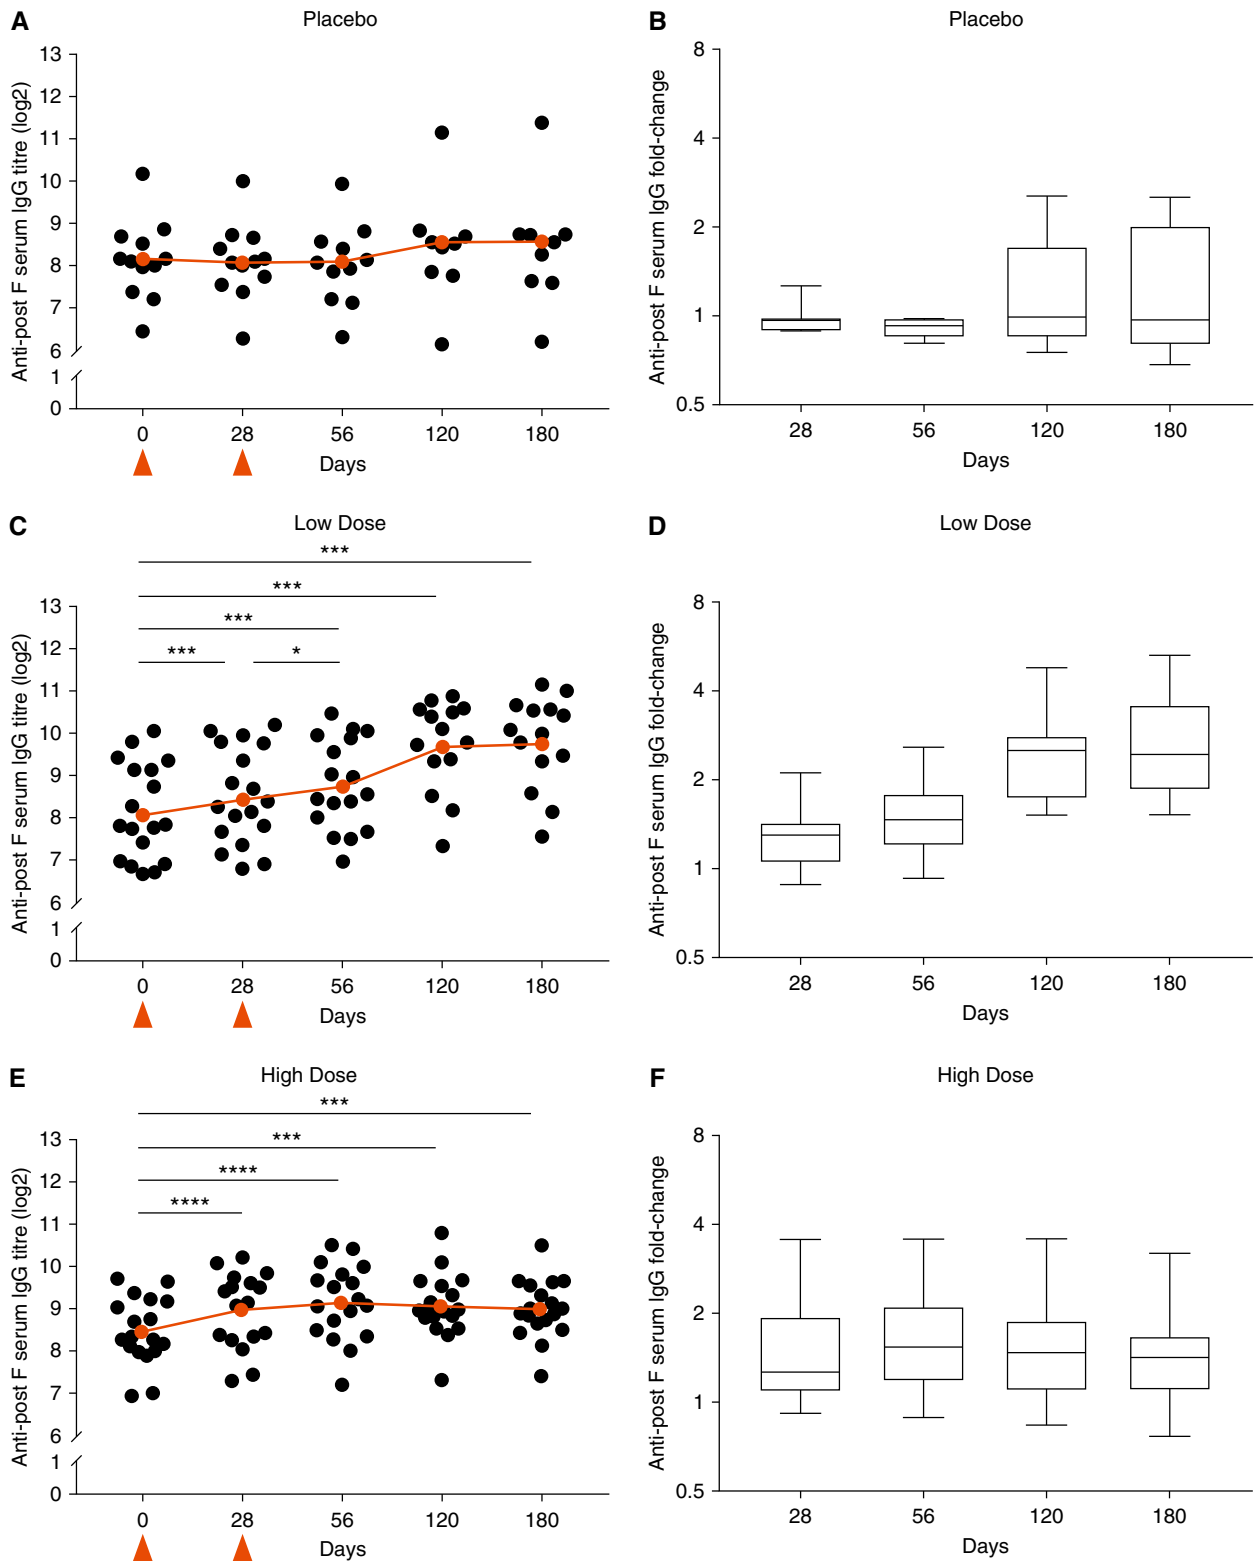 A
Placebo
Anti-post F serum IgG titre (log2)
13
12
11
10
9
8
7
6
1
0
0 28 56 120 180
Days
B
Placebo
Anti-post F serum IgG fold-change
8
4
2
1
0.5
28 56 120 180
Days
C
Low Dose
***
***
***
*** *
Anti-post F serum IgG titre (log2)
13
12
11
10
9
8
7
6
1
0
0 28 56 120 180
Days
D
Low Dose
Anti-post F serum IgG fold-change
8
4
2
1
0.5
28 56 120 180
Days
E
High Dose
***
***
****
****
Anti-post F serum IgG titre (log2)
13
12
11
10
9
8
7
6
1
0
0 28 56 120 180
Days
F
High Dose
Anti-post F serum IgG fold-change
8
4
2
1
0.5
28 56 120 180
Days